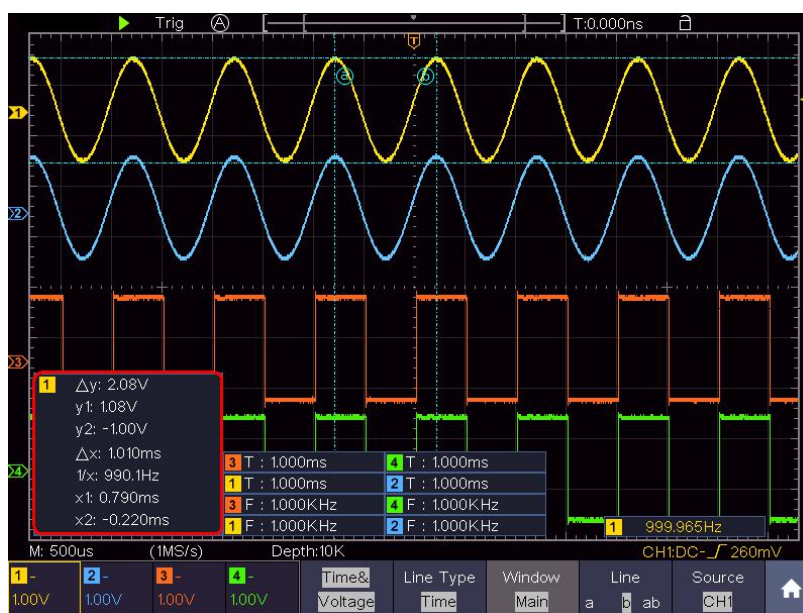 Trig A T:0.000ns
T
a b
1
2
3
4
1 △y: 2.08V
y1: 1.08V
y2: -1.00V
△x: 1.010ms
1/x: 990.1Hz
x1: 0.790ms
x2: -0.220ms
3 T : 1.000ms 4 T : 1.000ms
1 T : 1.000ms 2 T : 1.000ms
3 F : 1.000KHz 4 F : 1.000KHz
1 F : 1.000KHz 2 F : 1.000KHz
1 999.965Hz
M: 500us (1MS/s) Depth:10K CH1:DC- 260mV
1 - 2 - 3 - 4 - Time& Line Type Window Line Source
1.00V 1.00V 1.00V 1.00V Voltage Time Main a b ab CH1